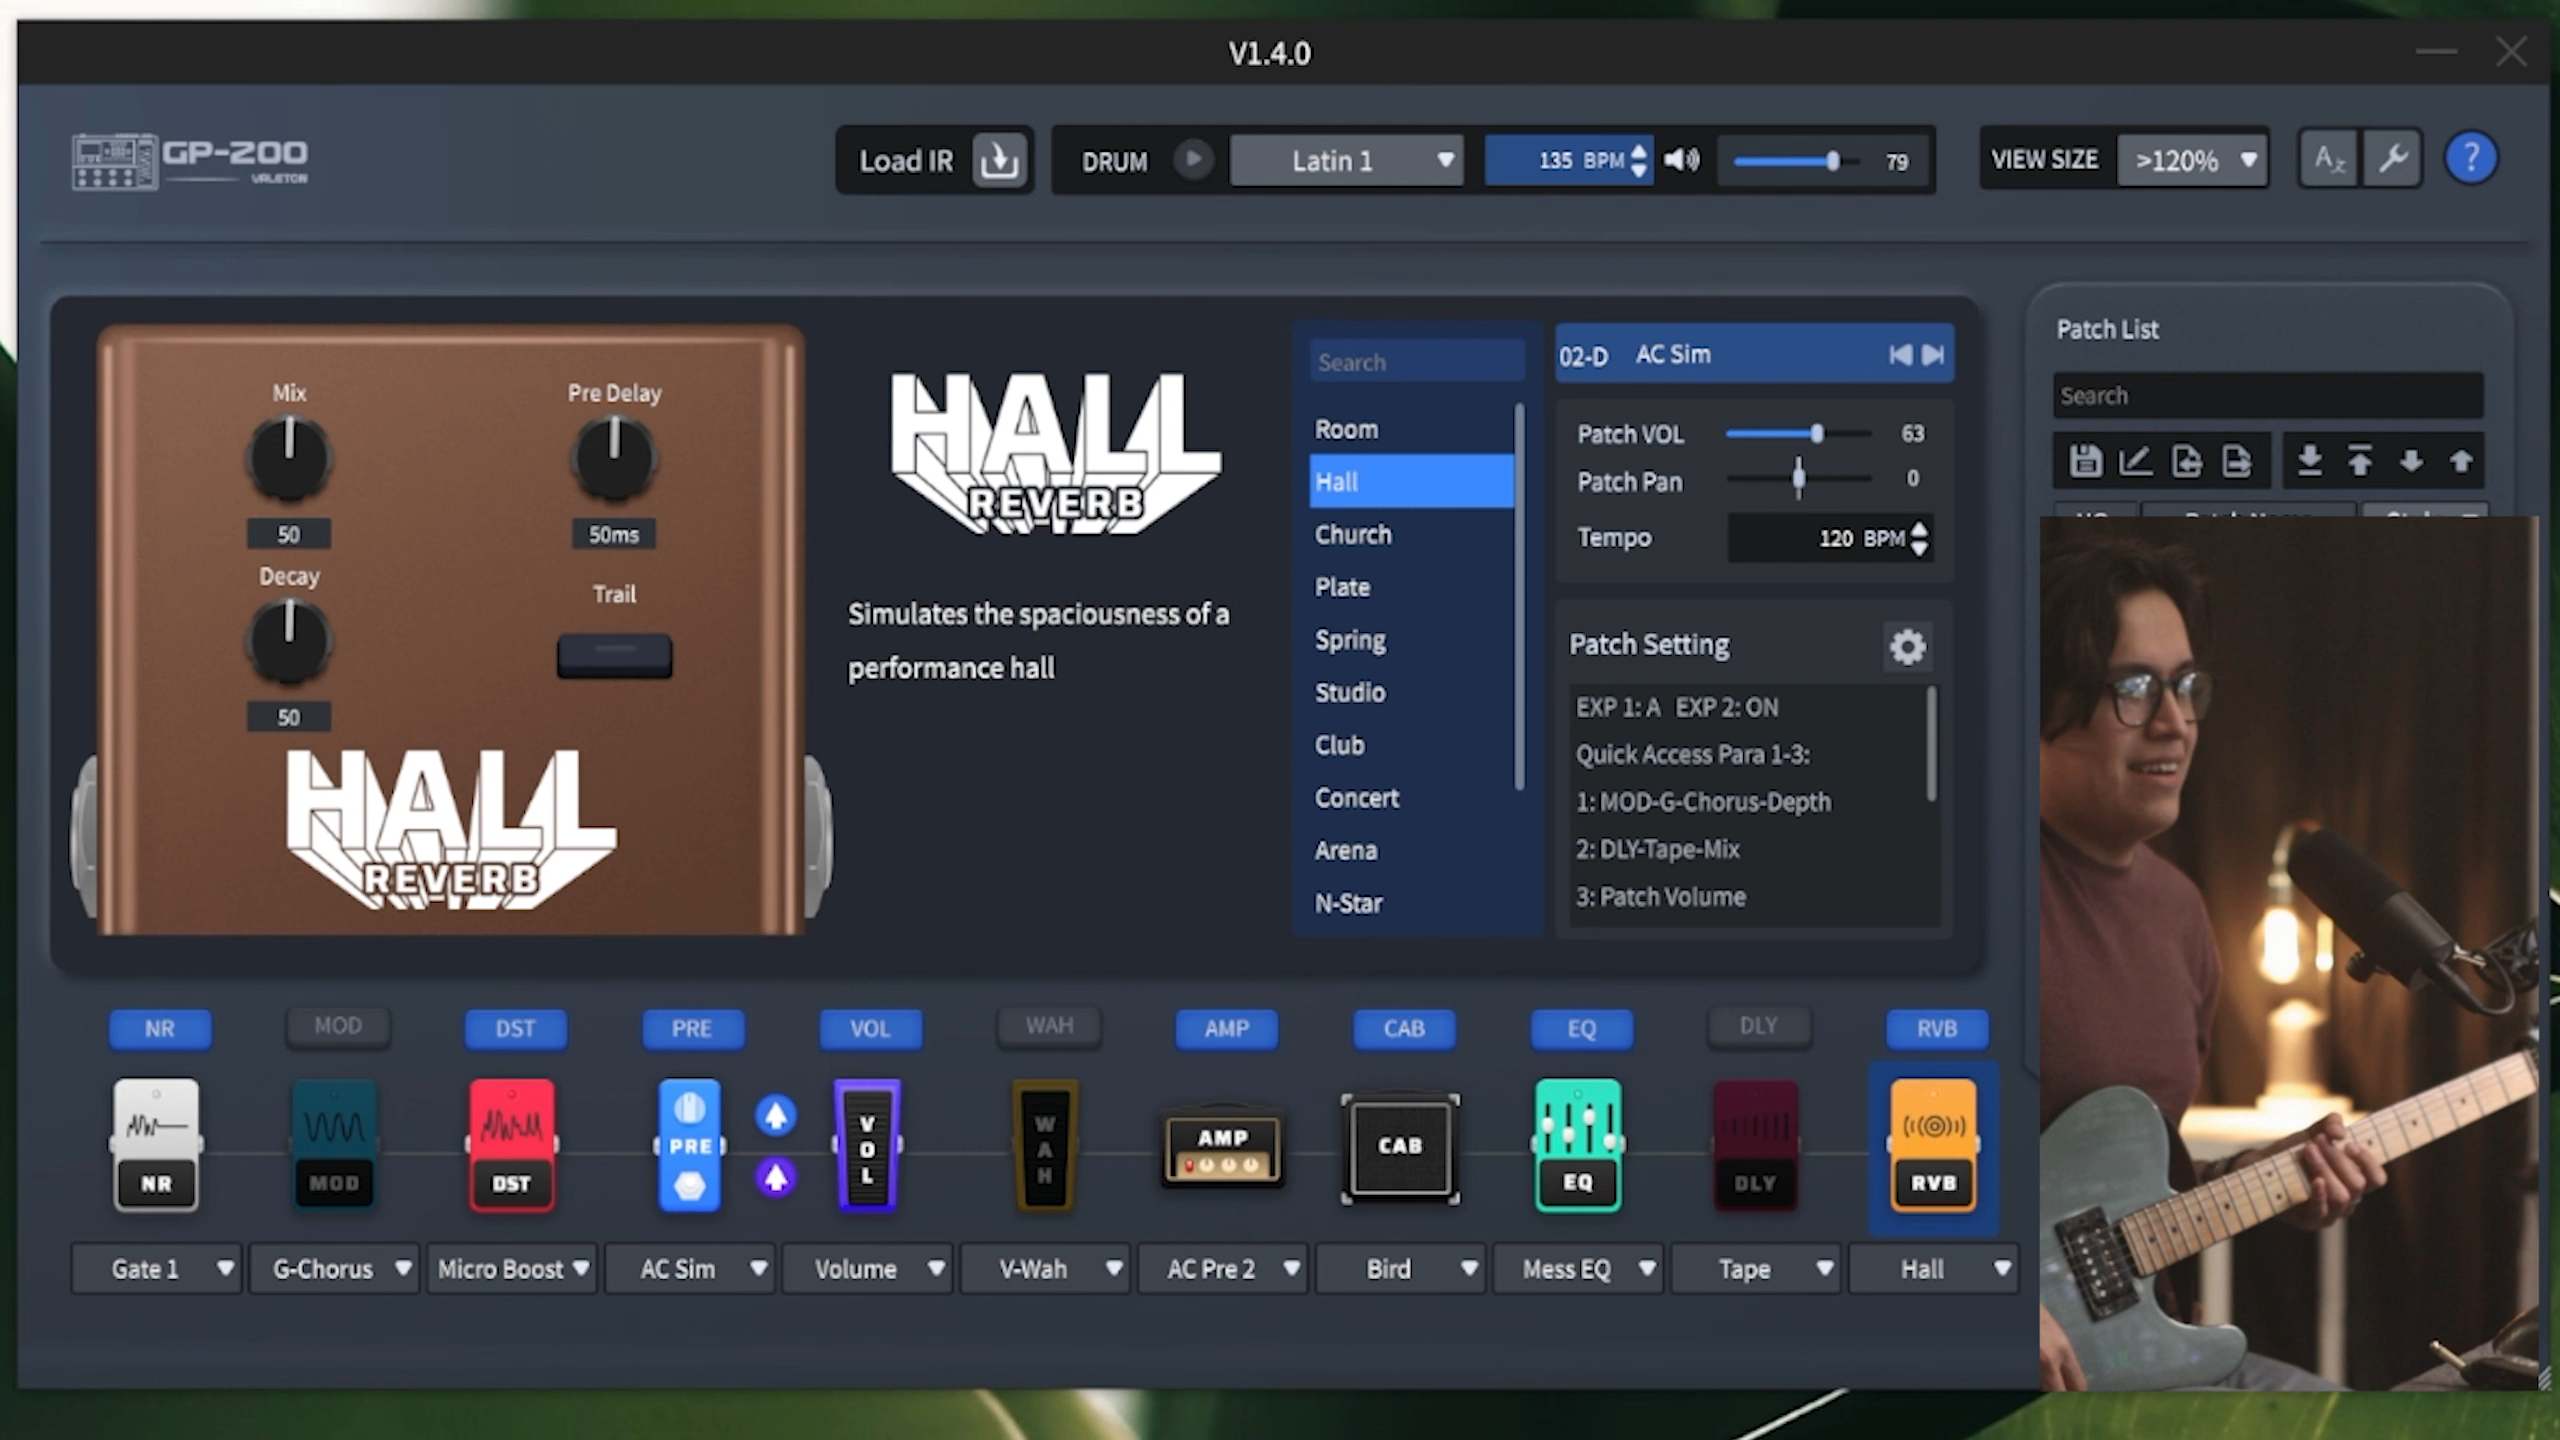 V1.4.0
GP-200
VALETON
Load IR
DRUM
Latin 1
135 BPM
79
VIEW SIZE
>120%
?
Mix
50
Pre Delay
50ms
Decay
50
Trail
HALL
REVERB
HALL
REVERB
Simulates the spaciousness of a
performance hall
Search
Room
Hall
Church
Plate
Spring
Studio
Club
Concert
Arena
N-Star
02-D AC Sim
Patch VOL 63
Patch Pan 0
Tempo 120 BPM
Patch Setting
EXP 1: A EXP 2: ON
Quick Access Para 1-3:
1: MOD-G-Chorus-Depth
2: DLY-Tape-Mix
3: Patch Volume
Patch List
Search
NR MOD DST PRE VOL WAH AMP CAB EQ DLY RVB
NR MOD DST PRE VOL WAH AMP CAB EQ DLY RVB
Gate 1 G-Chorus Micro Boost AC Sim Volume V-Wah AC Pre 2 Bird Mess EQ Tape Hall